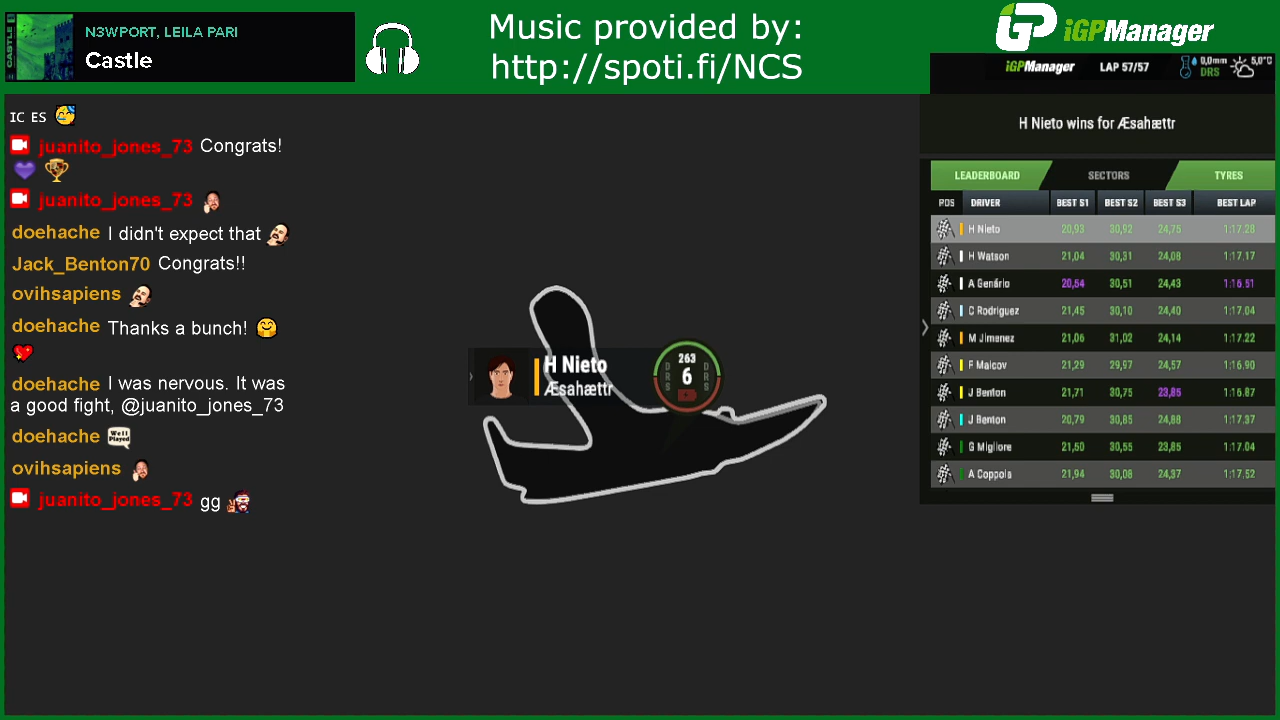 N3WPORT, LEILA PARI
Castle
Music provided by:
http://spoti.fi/NCS
iGPManager
iGPManager LAP 57/57 0,0mm 5,0°C
DRS
H Nieto wins for Æsahættr
LEADERBOARD SECTORS TYRES
POS DRIVER BEST S1 BEST S2 BEST S3 BEST LAP
H Nieto 20,93 30,92 24,75 1:17.28
H Watson 21,04 30,31 24,08 1:17.17
A Genário 20,64 30,51 24,43 1:16.51
C Rodriguez 21,45 30,10 24,40 1:17.04
M Jimenez 21,06 31,02 24,14 1:17.22
F Malcov 21,29 29,97 24,57 1:16.90
J Benton 21,71 30,75 23,85 1:16.87
J Benton 20,79 30,85 24,88 1:17.37
G Migliore 21,50 30,55 23,85 1:17.04
A Coppola 21,94 30,08 24,37 1:17.52
IC ES
juanito_jones_73 Congrats!
juanito_jones_73
doehache I didn't expect that
Jack_Benton70 Congrats!!
ovihsapiens
doehache Thanks a bunch!
doehache I was nervous. It was
a good fight, @juanito_jones_73
doehache Well Played
ovihsapiens
juanito_jones_73 gg
H Nieto
Æsahættr
263
6
DRS DRS